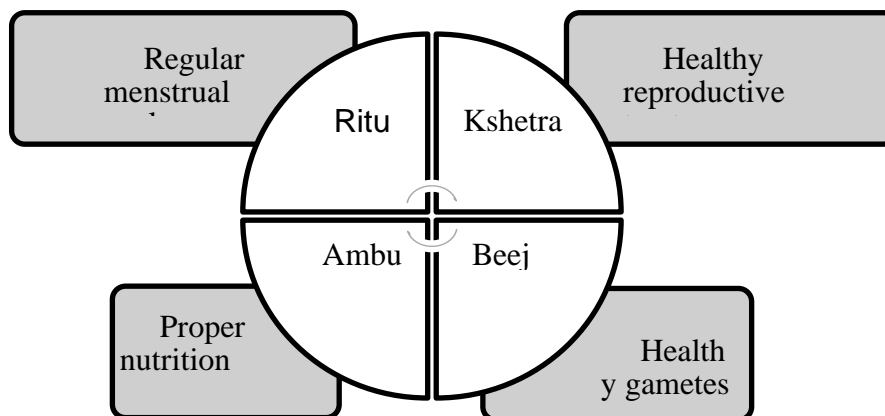 Regular
menstrual
Healthy
reproductive
Ritu
Kshetra
Ambu
Beej
Proper
nutrition
Health
y gametes